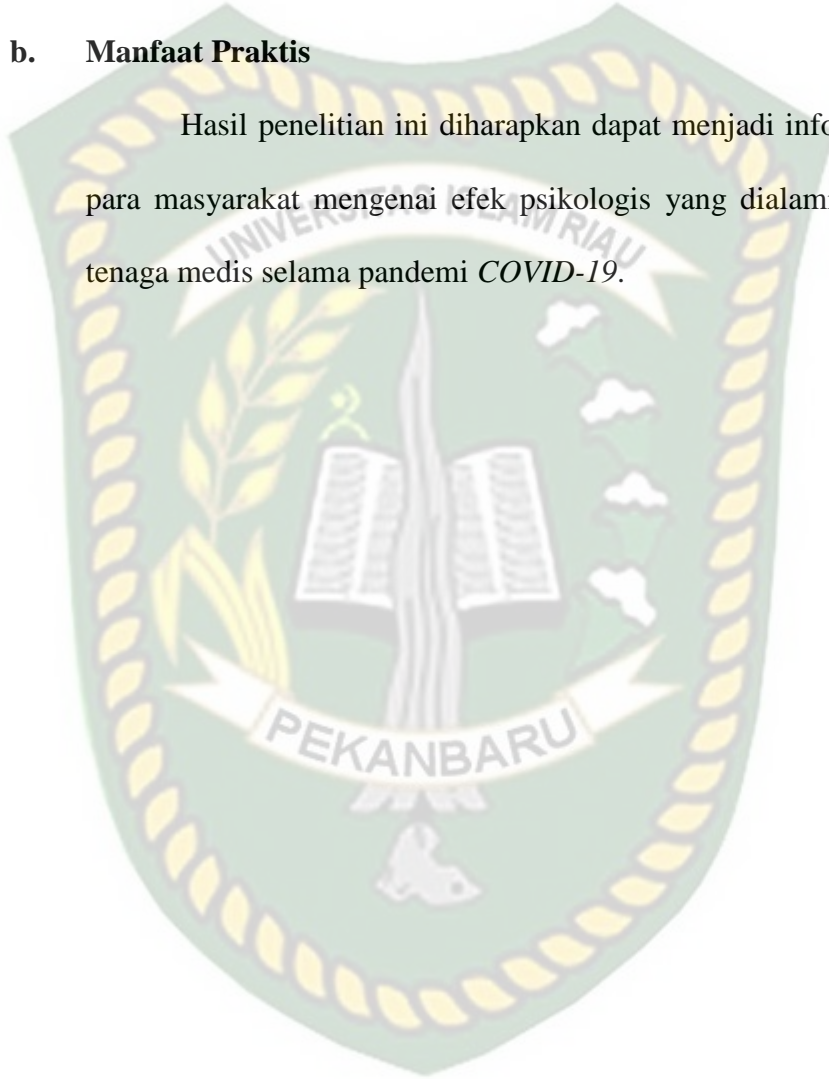 b. Manfaat Praktis
Hasil penelitian ini diharapkan dapat menjadi info
para masyarakat mengenai efek psikologis yang dialami
tenaga medis selama pandemi COVID-19.
UNIVERSITAS ISLAM RIAU
PEKANBARU